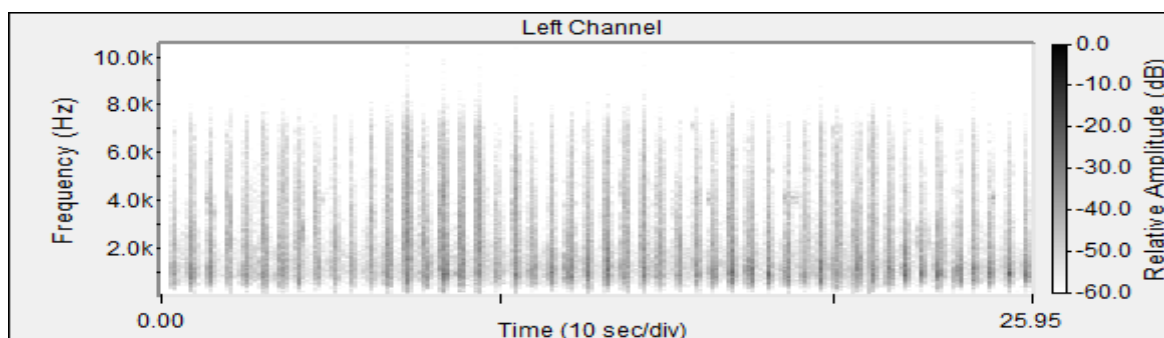 Left Channel
Frequency (Hz)
10.0k
8.0k
6.0k
4.0k
2.0k
0.00
Time (10 sec/div)
25.95
0.0
-10.0
-20.0
-30.0
-40.0
-50.0
-60.0
Relative Amplitude (dB)